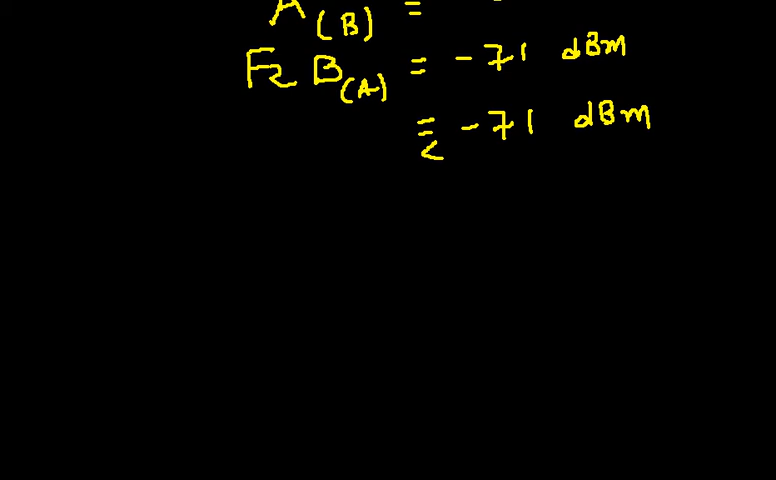 A(B) =
F2 B(A) = -71 dBm
= -71 dBm
<